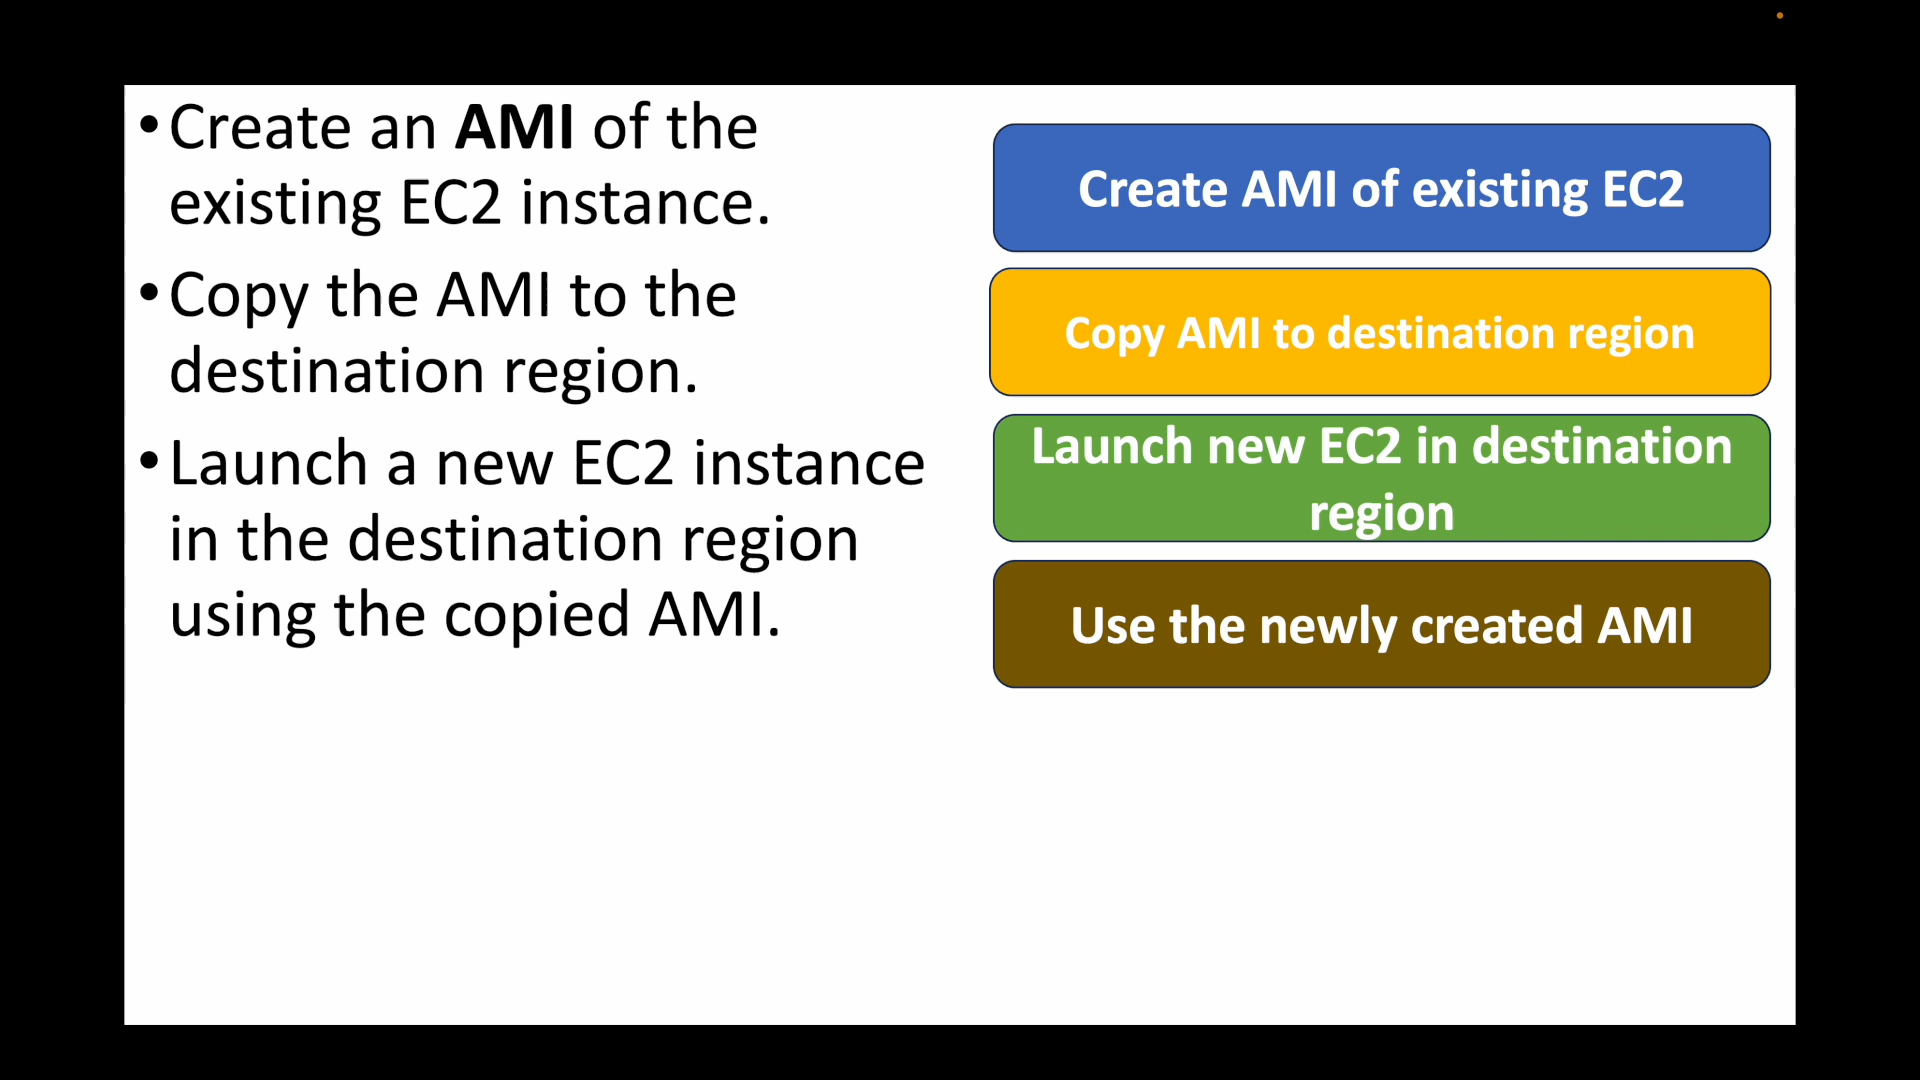 • Create an AMI of the
existing EC2 instance.
• Copy the AMI to the
destination region.
• Launch a new EC2 instance
in the destination region
using the copied AMI.
Create AMI of existing EC2
Copy AMI to destination region
Launch new EC2 in destination
region
Use the newly created AMI